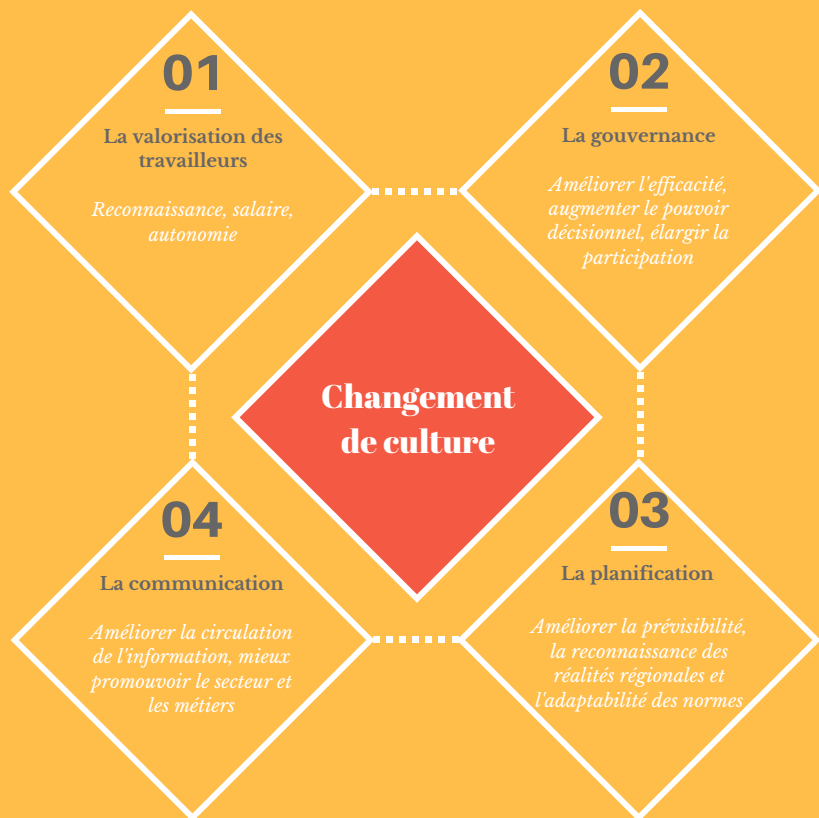 01
La valorisation des
travailleurs
Reconnaissance, salaire,
autonomie
02
La gouvernance
Améliorer l'efficacité,
augmenter le pouvoir
décisionnel, élargir la
participation
Changement
de culture
03
La planification
Améliorer la prévisibilité,
la reconnaissance des
réalités régionales et
l'adaptabilité des normes
04
La communication
Améliorer la circulation
de l'information, mieux
promouvoir le secteur et
les métiers